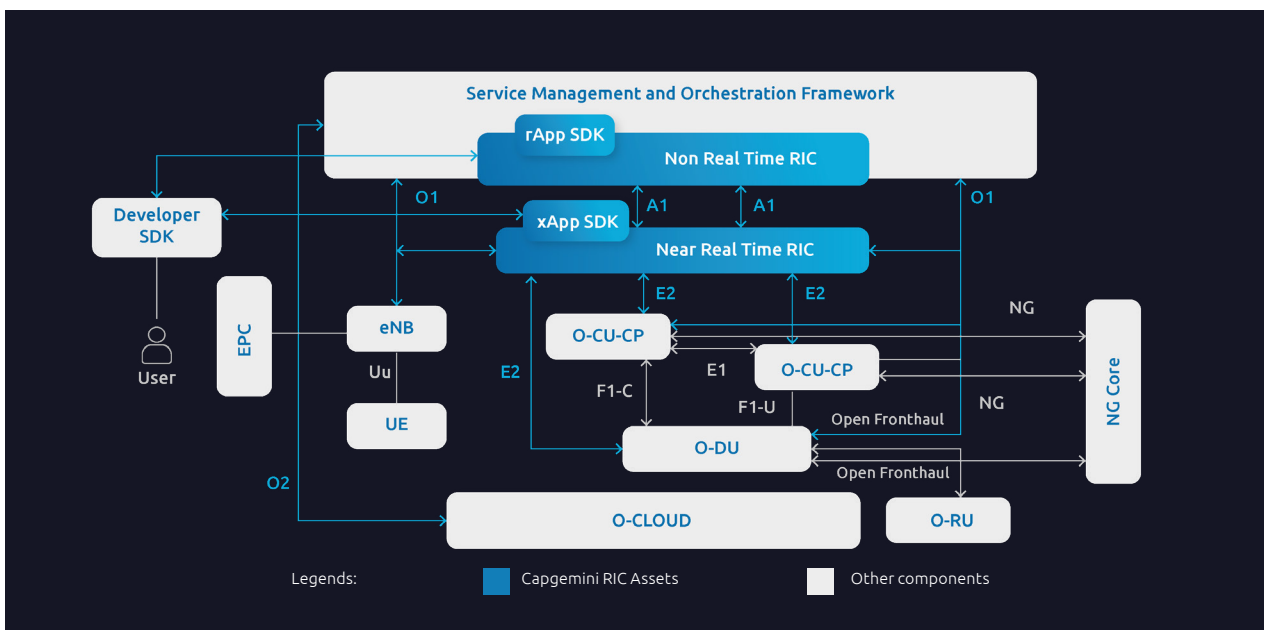 Service Management and Orchestration Framework
rApp SDK
Non Real Time RIC
O1
A1
A1
O1
Developer
SDK
xApp SDK
Near Real Time RIC
E2
E2
NG
EPC
eNB
O-CU-CP
User
Uu
E2
E1
O-CU-CP
NG Core
F1-C
F1-U
NG
UE
Open Fronthaul
O-DU
Open Fronthaul
O2
O-CLOUD
O-RU
Legends:
Capgemini RIC Assets
Other components